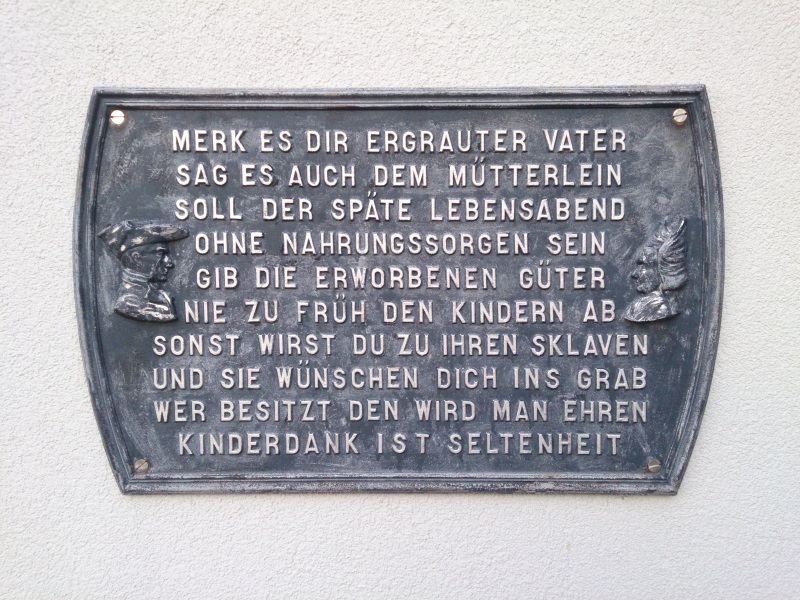 MERK ES DIR ERGRAUTER VATER
SAG ES AUCH DEM MÜTTERLEIN
SOLL DER SPÄTE LEBENSABEND
OHNE NAHRUNGSSORGEN SEIN
GIB DIE ERWORBENEN GÜTER
NIE ZU FRÜH DEN KINDERN AB
SONST WIRST DU ZU IHREN SKLAVEN
UND SIE WÜNSCHEN DICH INS GRAB
WER BESITZT DEN WIRD MAN EHREN
KINDERDANK IST SELTENHEIT